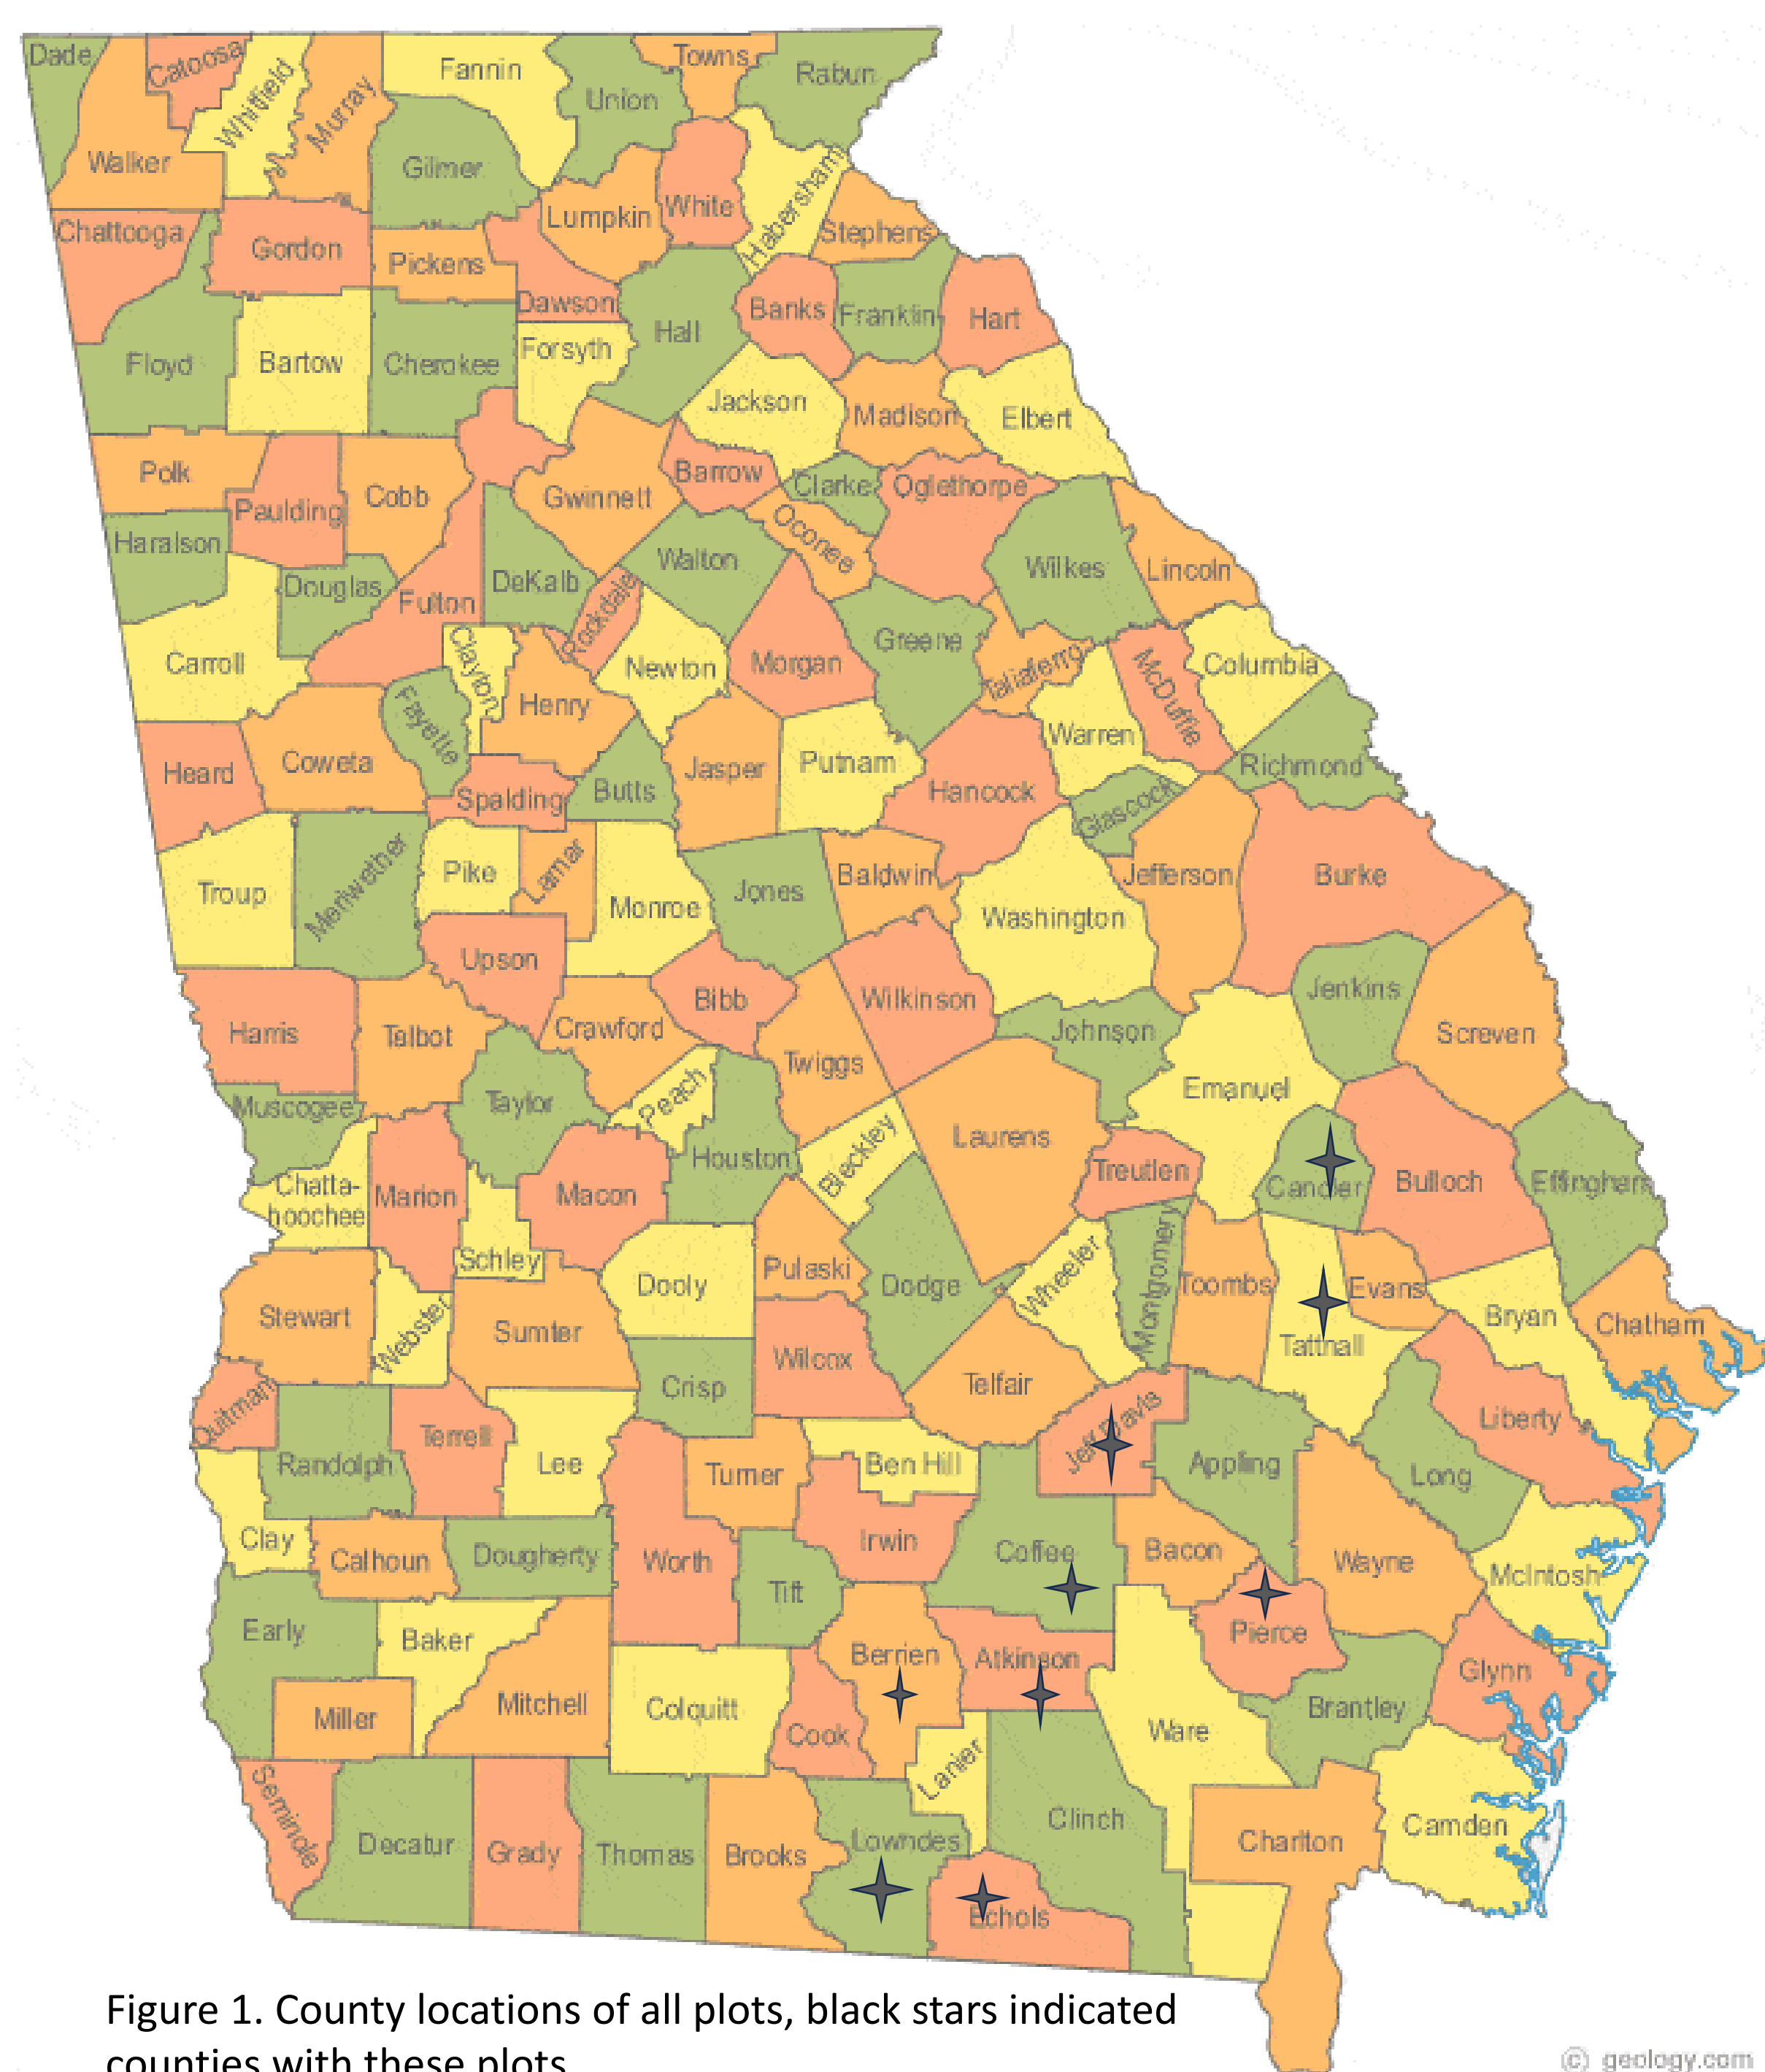 Dade
Catoosa
Whitfield
Murray
Fannin
Union
Towns
Rabun
Walker
Gilmer
Lumpkin
White
Habersham
Stephens
Chattooga
Gordon
Pickens
Dawson
Hall
Banks
Franklin
Hart
Floyd
Bartow
Cherokee
Forsyth
Jackson
Madison
Elbert
Polk
Paulding
Cobb
Gwinnett
Barrow
Clarke
Oglethorpe
Haralson
Douglas
Fulton
DeKalb
Rockdale
Walton
Oconee
Wilkes
Lincoln
Carroll
Clayton
Henry
Newton
Morgan
Greene
Taliaferro
McDuffie
Columbia
Heard
Coweta
Fayette
Spalding
Butts
Jasper
Putnam
Hancock
Warren
Glascock
Richmond
Troup
Meriwether
Pike
Lamar
Monroe
Jones
Baldwin
Washington
Jefferson
Burke
Upson
Bibb
Wilkinson
Jenkins
Screven
Harris
Talbot
Crawford
Twiggs
Johnson
Emanuel
Muscogee
Taylor
Peach
Houston
Bleckley
Laurens
Treutlen
Candler
Bulloch
Effingham
Chatta-
hoochee
Marion
Schley
Macon
Dooly
Pulaski
Dodge
Wheeler
Montgomery
Toombs
Tattnall
Evans
Bryan
Chatham
Stewart
Webster
Sumter
Crisp
Wilcox
Telfair
Jeff Davis
Appling
Liberty
Long
Quitman
Randolph
Terrell
Lee
Turner
Ben Hill
Irwin
Coffee
Bacon
Wayne
McIntosh
Clay
Calhoun
Dougherty
Worth
Tift
Early
Baker
Berrien
Atkinson
Pierce
Glynn
Miller
Mitchell
Colquitt
Cook
Lanier
Ware
Brantley
Seminole
Decatur
Grady
Thomas
Brooks
Lowndes
Clinch
Echols
Charlton
Camden
Figure 1. County locations of all plots, black stars indicated
counties with these plots
© geology.com